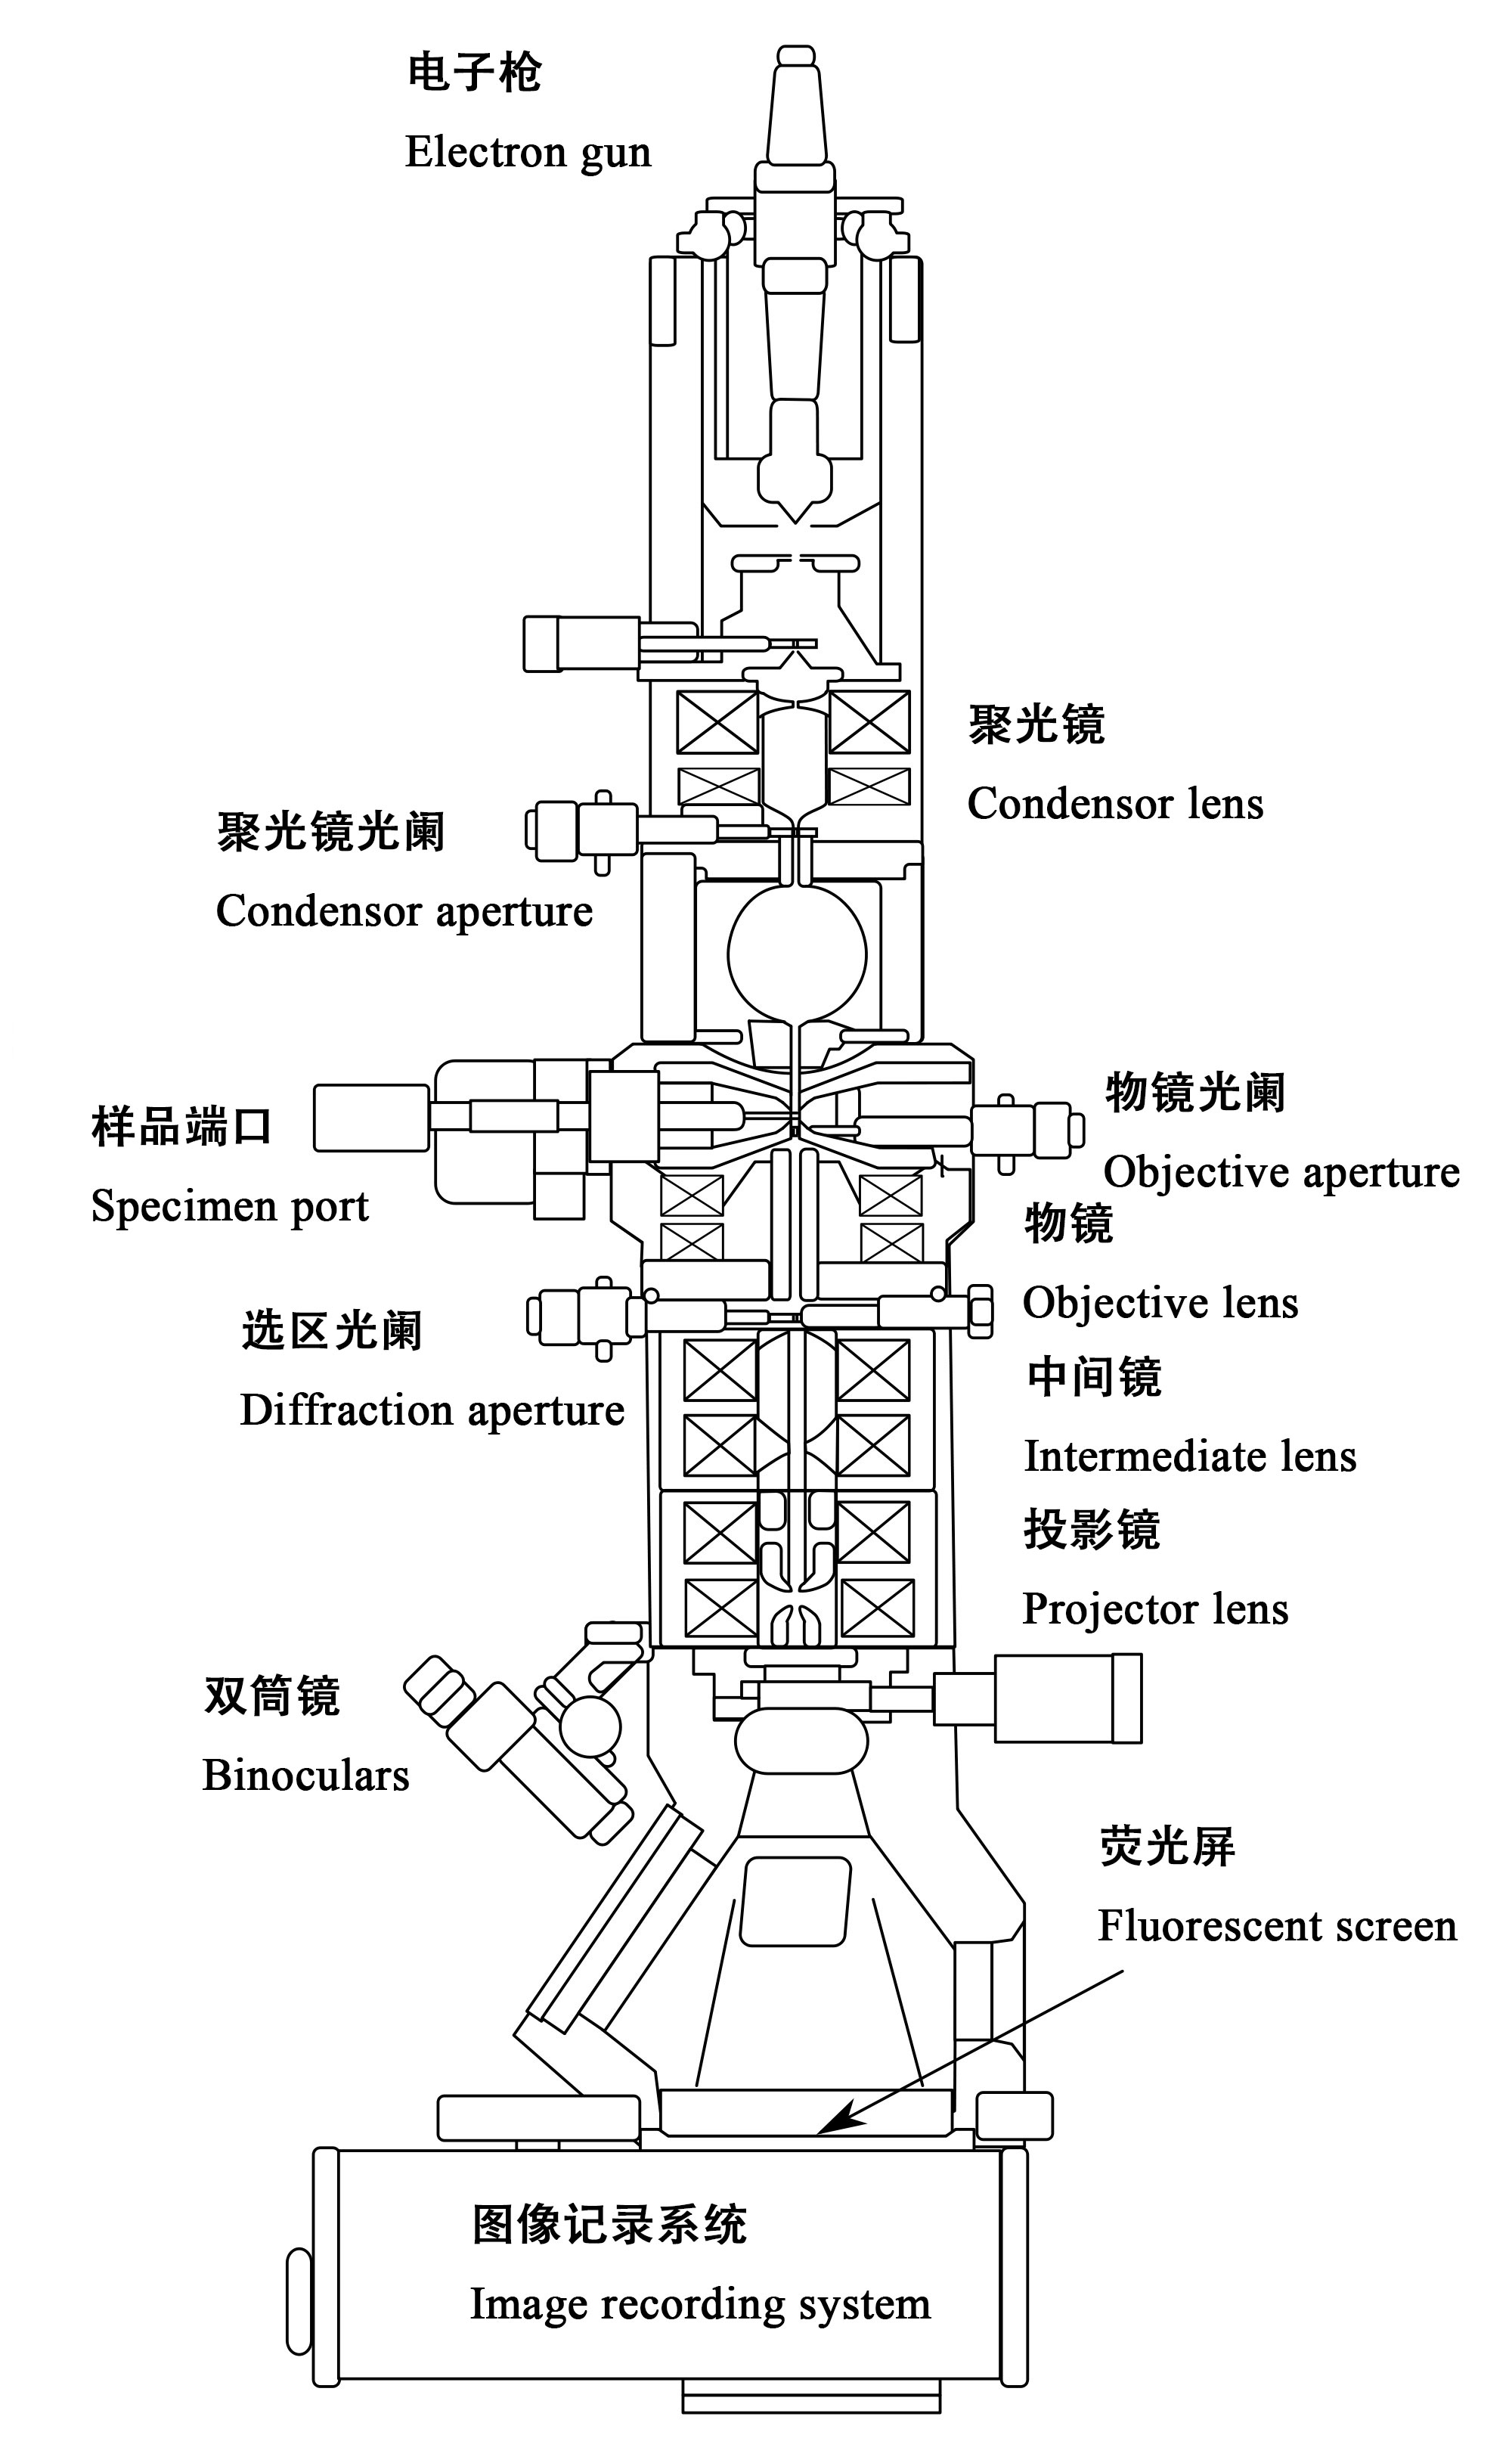 电子枪
Electron gun
聚光镜
Condensor lens
聚光镜光阑
Condensor aperture
物镜光阑
Objective aperture
样品端口
Specimen port
物镜
Objective lens
选区光阑
Diffraction aperture
中间镜
Intermediate lens
投影镜
Projector lens
双筒镜
Binoculars
荧光屏
Fluorescent screen
图像记录系统
Image recording system